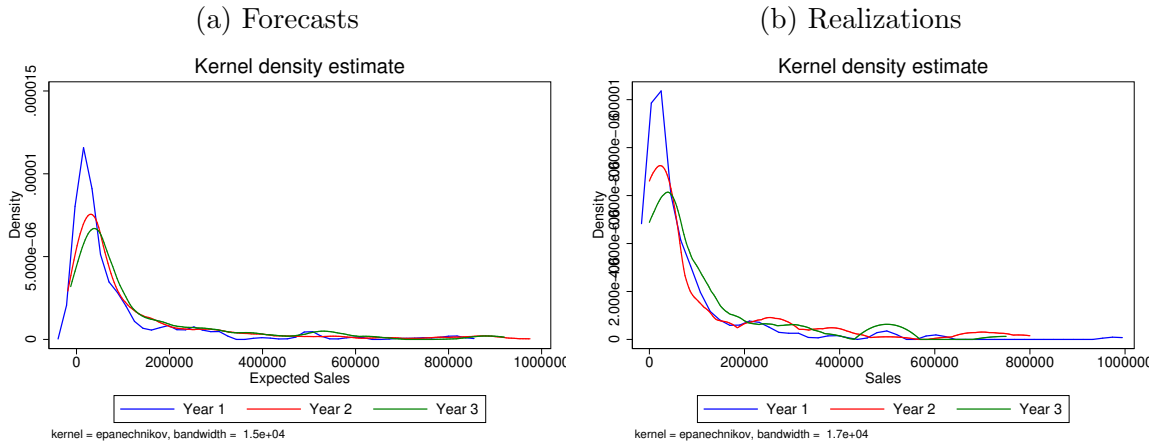 (a) Forecasts
Kernel density estimate
Density
.000015
.00001
5.000e-06
0
0 200000 400000 600000 800000 1000000
Expected Sales
Year 1 Year 2 Year 3
kernel = epanechnikov, bandwidth = 1.5e+04
(b) Realizations
Kernel density estimate
Density
.00001
0
0 200000 400000 600000 800000 1000000
Sales
Year 1 Year 2 Year 3
kernel = epanechnikov, bandwidth = 1.7e+04